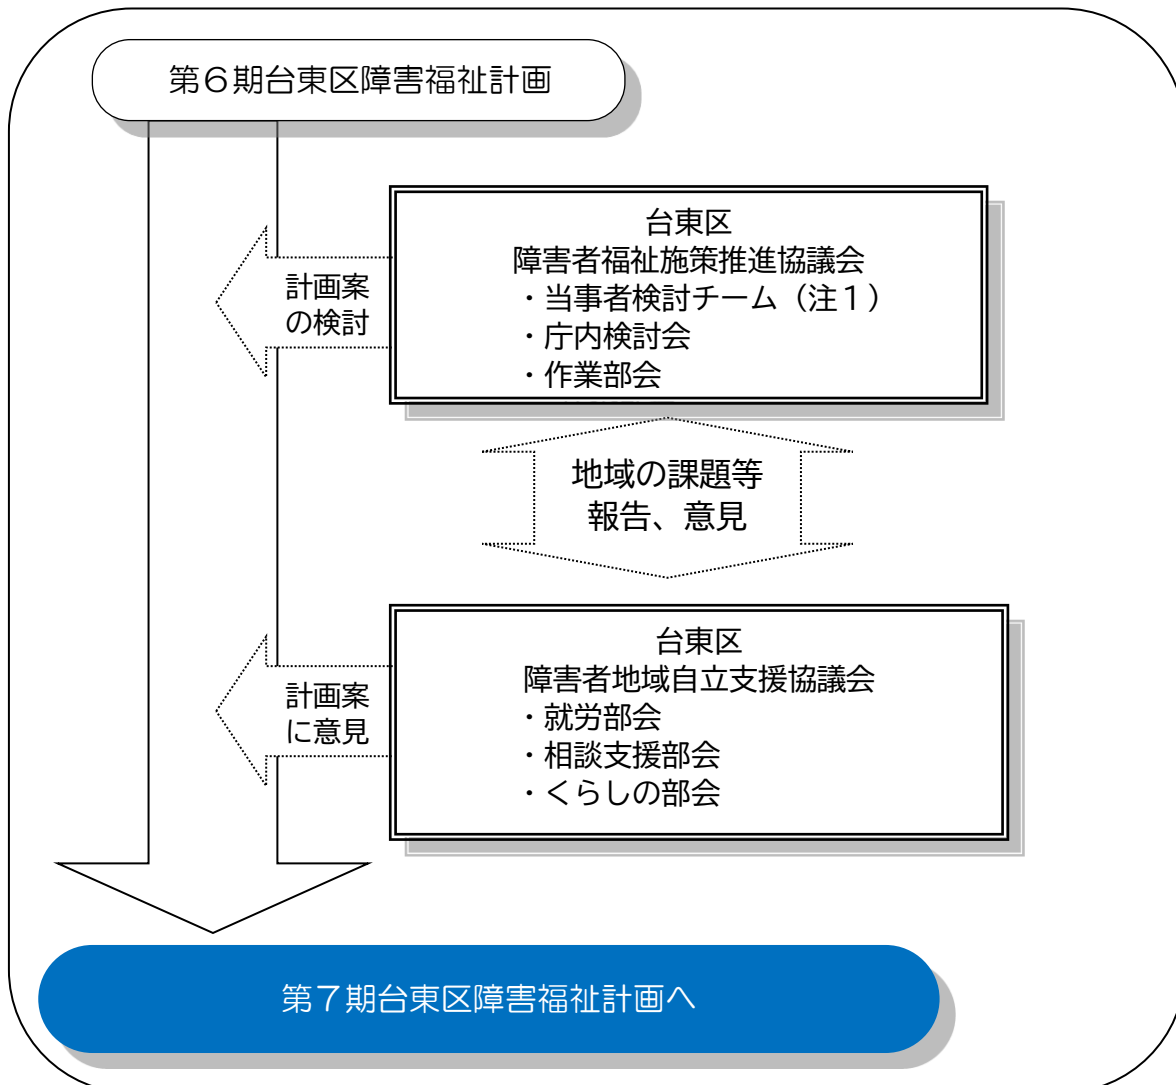 第６期台東区障害福祉計画
台東区
障害者福祉施策推進協議会
・当事者検討チーム（注１）
・庁内検討会
・作業部会
計画案
の検討
地域の課題等
報告、意見
台東区
障害者地域自立支援協議会
・就労部会
・相談支援部会
・くらしの部会
計画案
に意見
第７期台東区障害福祉計画へ